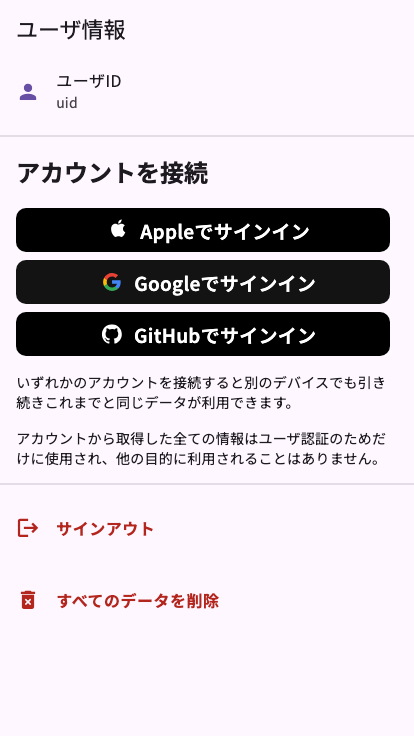 ユーザ情報
ユーザID
uid
アカウントを接続
Appleでサインイン
Googleでサインイン
GitHubでサインイン
いずれかのアカウントを接続すると別のデバイスでも引き
続きこれまでと同じデータが利用できます。
アカウントから取得した全ての情報はユーザ認証のためだ
けに使用され、他の目的に利用されることはありません。
サインアウト
すべてのデータを削除